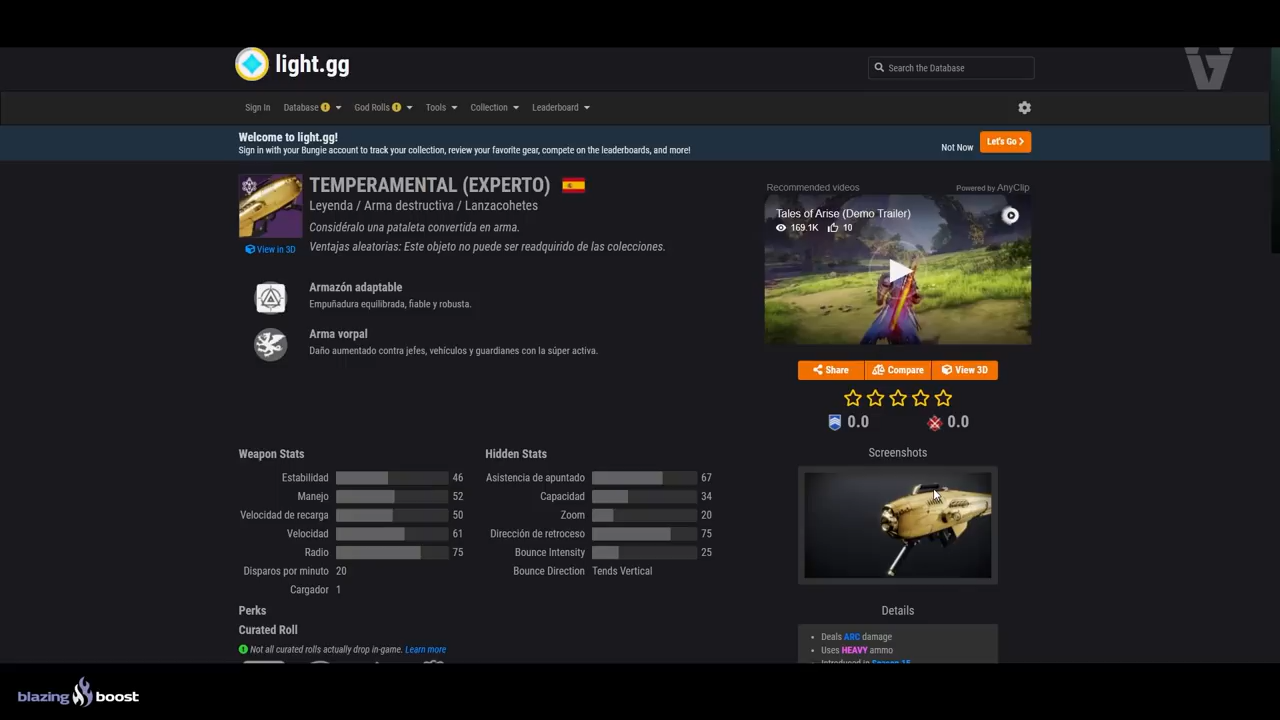 light.gg
Search the Database
Sign In Database God Rolls Tools Collection Leaderboard
Welcome to light.gg!
Sign in with your Bungie account to track your collection, review your favorite gear, compete on the leaderboards, and more!
Not Now Let's Go
TEMPERAMENTAL (EXPERTO)
Leyenda / Arma destructiva / Lanzacohetes
Considéralo una pataleta convertida en arma.
Ventajas aleatorias: Este objeto no puede ser readquirido de las colecciones.
View in 3D
Armazón adaptable
Empuñadura equilibrada, fiable y robusta.
Arma vorpal
Daño aumentado contra jefes, vehículos y guardianes con la súper activa.
Recommended videos Powered by AnyClip
Tales of Arise (Demo Trailer)
169.1K 10
Share Compare View 3D
0.0 0.0
Screenshots
Weapon Stats
Estabilidad 46
Manejo 52
Velocidad de recarga 50
Velocidad 61
Radio 75
Disparos por minuto 20
Cargador 1
Hidden Stats
Asistencia de apuntado 67
Capacidad 34
Zoom 20
Dirección de retroceso 75
Bounce Intensity 25
Bounce Direction Tends Vertical
Perks
Curated Roll
Not all curated rolls actually drop in-game. Learn more
Details
Deals ARC damage
Uses HEAVY ammo
Introduced in Season 15
blazing boost